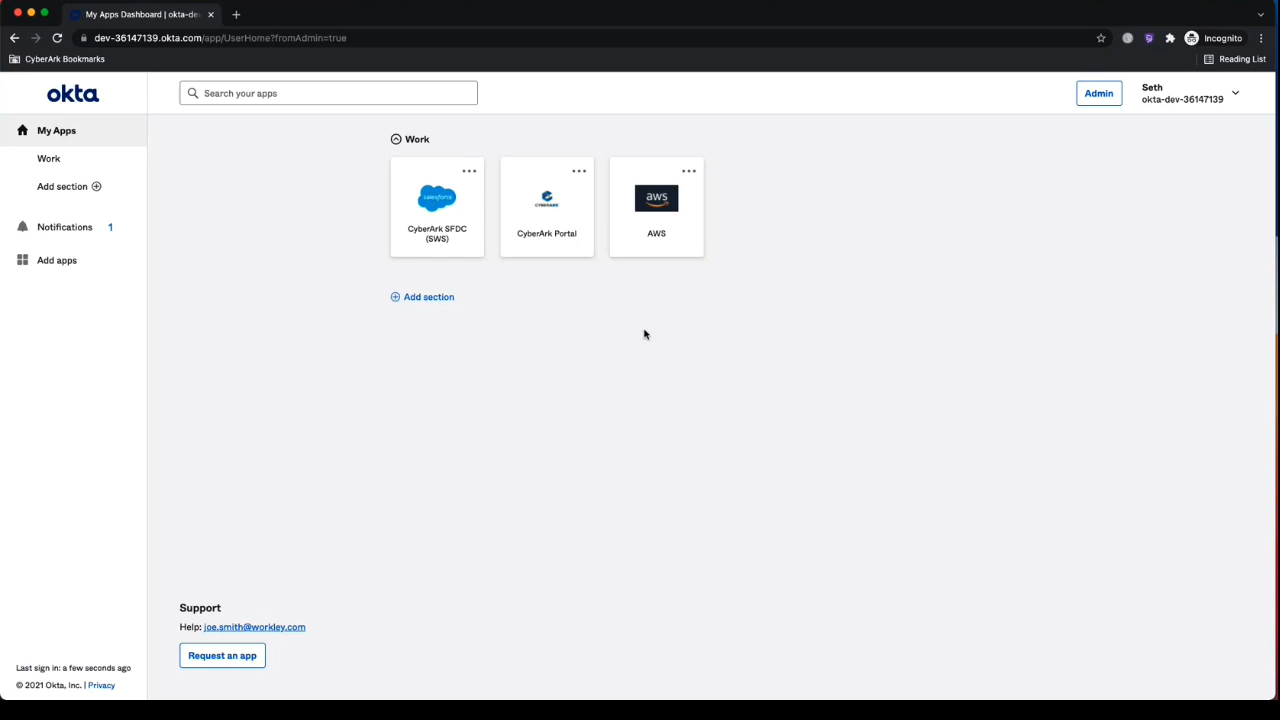 My Apps Dashboard | okta-de
dev-36147139.okta.com/app/UserHome?fromAdmin=true
Incognito
CyberArk Bookmarks
Reading List
okta
Search your apps
Admin
Seth
okta-dev-36147139
My Apps
Work
Add section
Notifications 1
Add apps
Work
salesforce
CyberArk SFDC
(SWS)
CYBERARK
CyberArk Portal
aws
AWS
Add section
Support
Help: joe.smith@workley.com
Request an app
Last sign in: a few seconds ago
© 2021 Okta, Inc. | Privacy